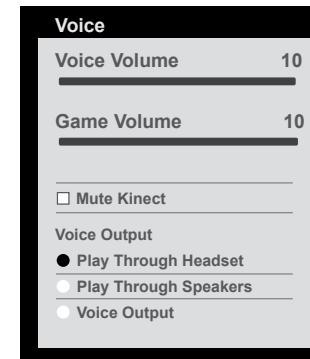 Voice
Voice Volume 10
Game Volume 10
Mute Kinect
Voice Output
Play Through Headset
Play Through Speakers
Voice Output